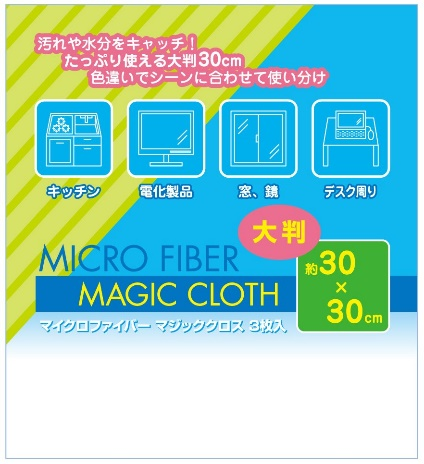 汚れや水分をキャッチ！
たっぷり使える大判30cm
色違いでシーンに合わせて使い分け
キッチン
電化製品
窓、鏡
デスク周り
大判
MICRO FIBER
MAGIC CLOTH
マイクロファイバー マジッククロス 3枚入
約30
×
30cm